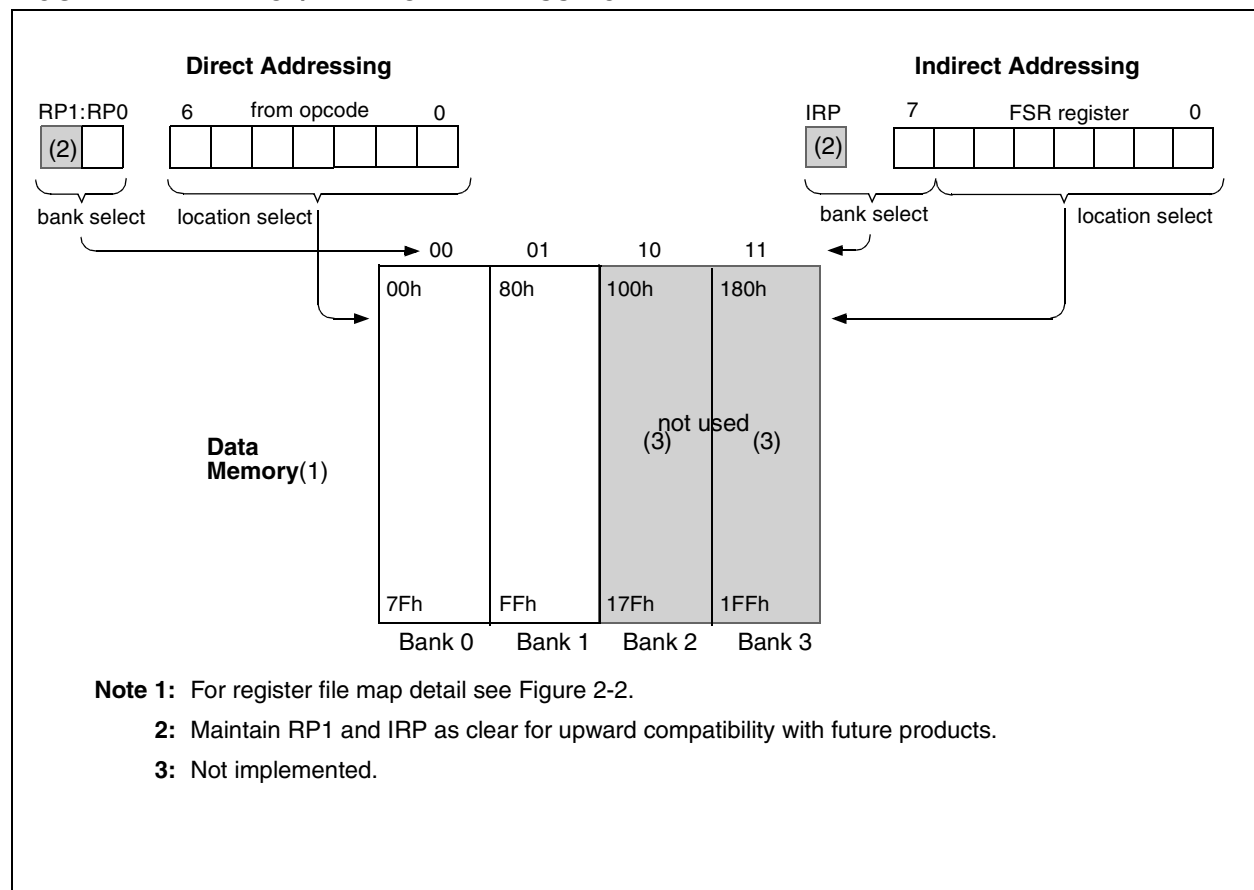 Direct Addressing
Indirect Addressing
RP1:RP0
6
from opcode
0
IRP
7
FSR register
0
(2)
(2)
bank select
location select
bank select
location select
00
01
10
11
00h
80h
100h
180h
not used
(3)
(3)
Data
Memory(1)
7Fh
FFh
17Fh
1FFh
Bank 0
Bank 1
Bank 2
Bank 3
Note 1: For register file map detail see Figure 2-2.
2: Maintain RP1 and IRP as clear for upward compatibility with future products.
3: Not implemented.